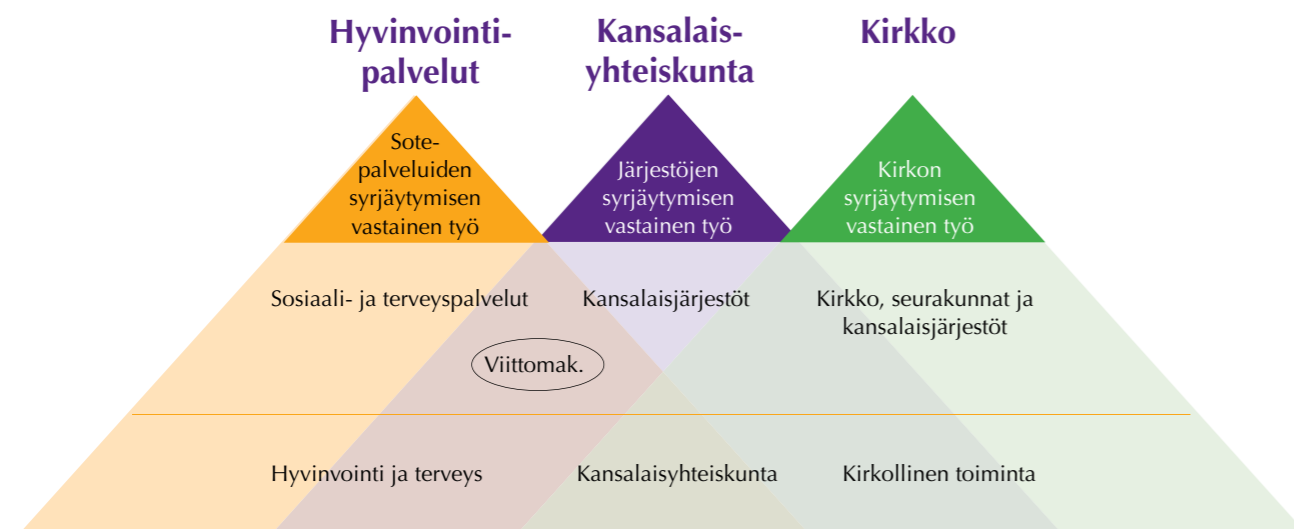 Hyvinvointi-
palvelut
Kansalais-
yhteiskunta
Kirkko
Sote-
palveluiden
syrjäytymisen
vastainen työ
Järjestöjen
syrjäytymisen
vastainen työ
Kirkon
syrjäytymisen
vastainen työ
Sosiaali- ja terveyspalvelut
Kansalaisjärjestöt
Kirkko, seurakunnat ja
kansalaisjärjestöt
Viittomak.
Hyvinvointi ja terveys
Kansalaisyhteiskunta
Kirkollinen toiminta